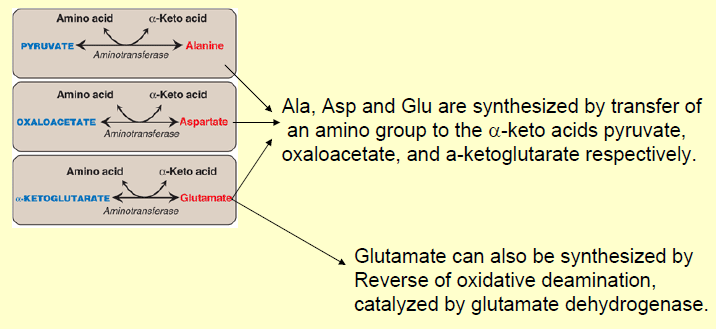 Amino acid α-Keto acid
PYRUVATE Alanine
Aminotransferase
Amino acid α-Keto acid
OXALOACETATE Aspartate
Aminotransferase
Amino acid α-Keto acid
α-KETOGLUTARATE Glutamate
Aminotransferase
Ala, Asp and Glu are synthesized by transfer of
an amino group to the α-keto acids pyruvate,
oxaloacetate, and a-ketoglutarate respectively.
Glutamate can also be synthesized by
Reverse of oxidative deamination,
catalyzed by glutamate dehydrogenase.